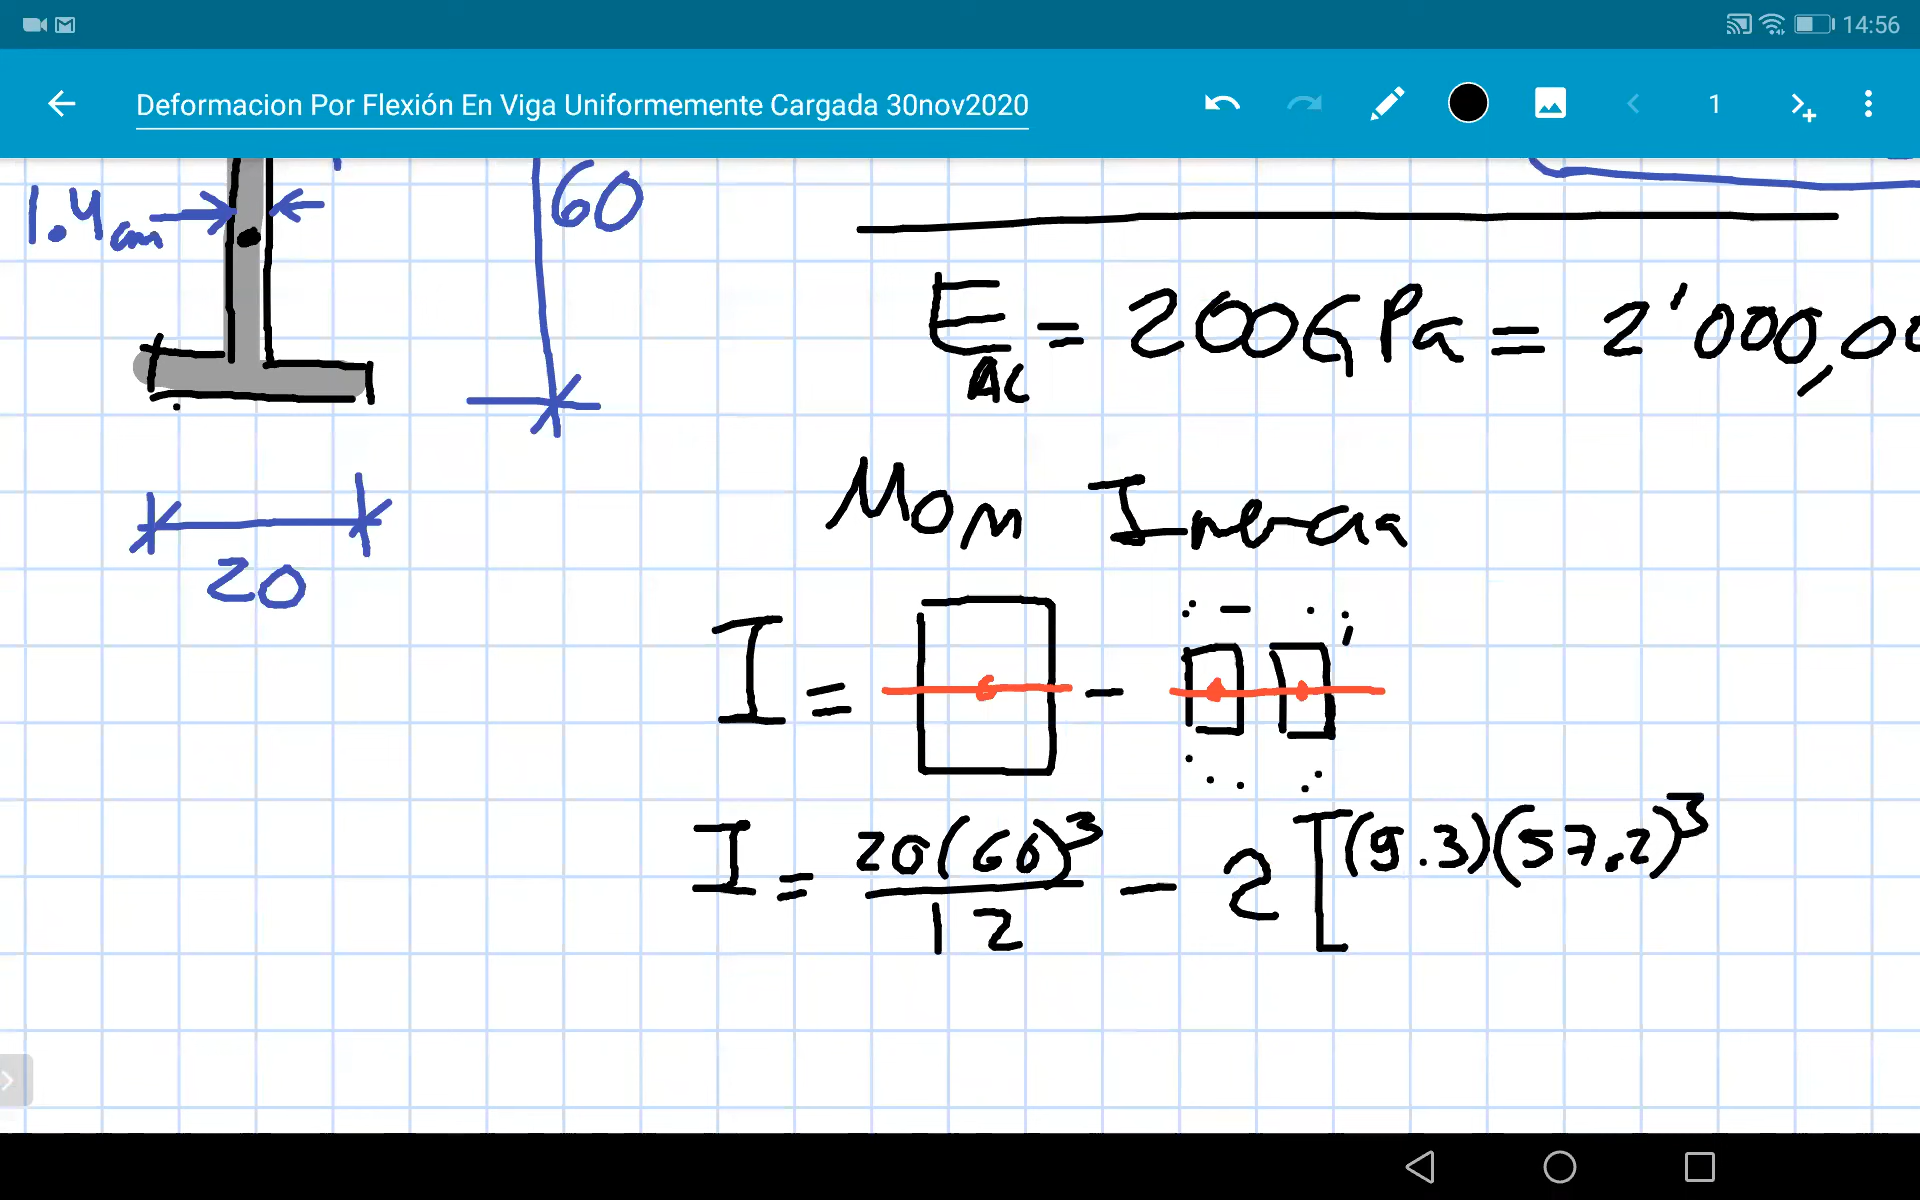 14:56
Deformacion Por Flexión En Viga Uniformemente Cargada 30nov2020
1
1.4cm
60
E_AC = 200GPa = 2'000,00
20
Mom Inercia
I = -
I = 20(60)³/12 - 2[(9.3)(57.2)³